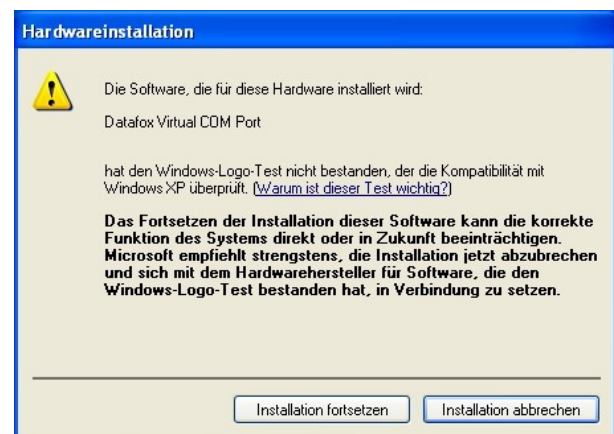 Hardwareinstallation
Die Software, die für diese Hardware installiert wird:
Datafox Virtual COM Port
hat den Windows-Logo-Test nicht bestanden, der die Kompatibilität mit
Windows XP überprüft. (Warum ist dieser Test wichtig?)
Das Fortsetzen der Installation dieser Software kann die korrekte
Funktion des Systems direkt oder in Zukunft beeinträchtigen.
Microsoft empfiehlt strengstens, die Installation jetzt abzubrechen
und sich mit dem Hardwarehersteller für Software, die den
Windows-Logo-Test bestanden hat, in Verbindung zu setzen.
Installation fortsetzen Installation abbrechen